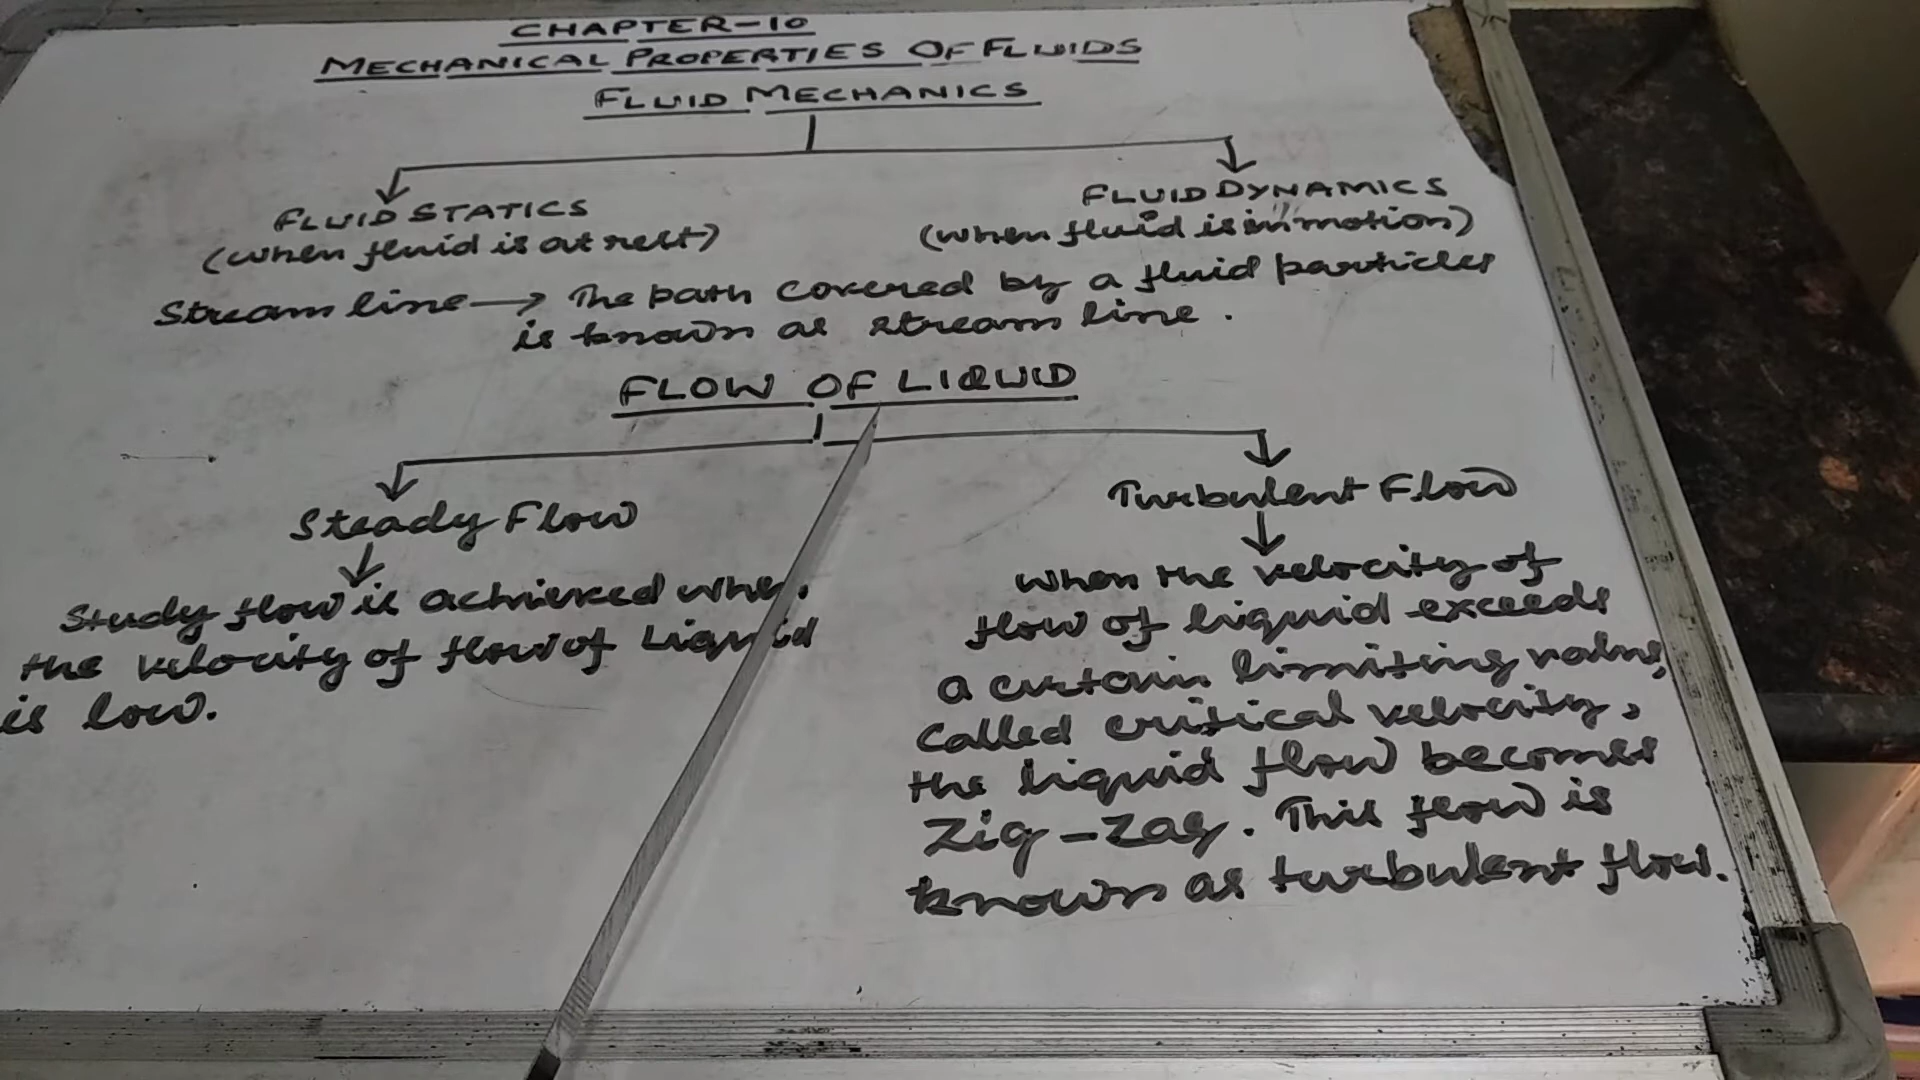 CHAPTER-10
MECHANICAL PROPERTIES OF FLUIDS
FLUID MECHANICS
FLUID STATICS
(when fluid is at rest)
FLUID DYNAMICS
(when fluid is in motion)
Stream line → The path covered by a fluid particles
is known as stream line.
FLOW OF LIQUID
Steady Flow
Study flow is achieved when
the velocity of flow of Liquid
is low.
Turbulent Flow
when the velocity of
flow of liquid exceeds
a certain limiting value,
called critical velocity,
the liquid flow becomes
Zig-Zag. This flow is
known as turbulent flow.